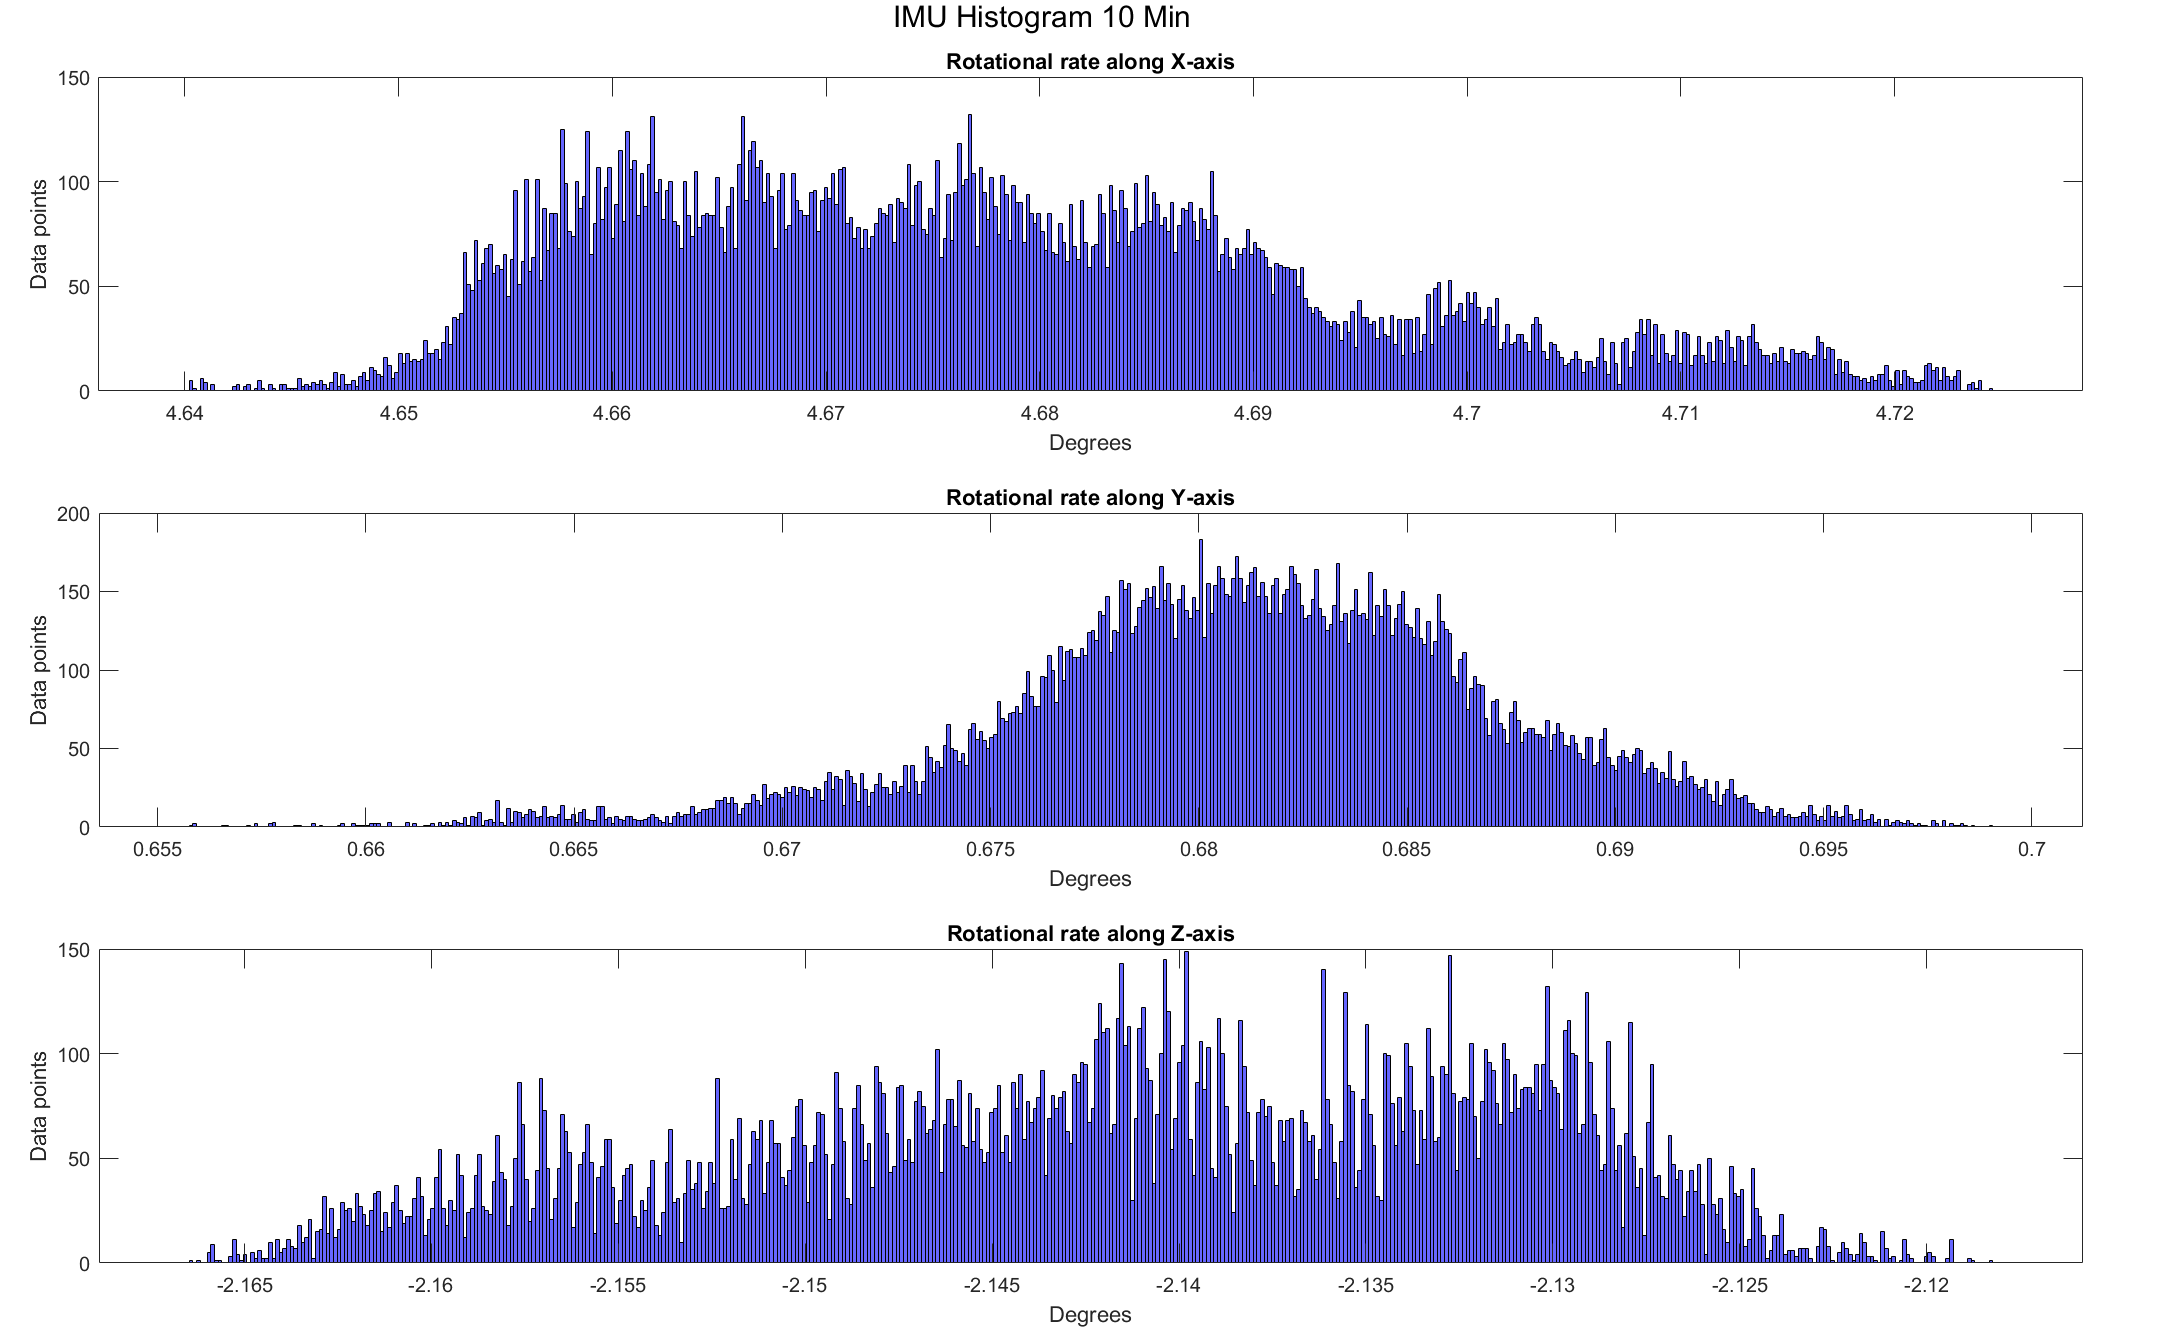 IMU Histogram 10 Min
Rotational rate along X-axis
150
100
50
0
Data points
4.64 4.65 4.66 4.67 4.68 4.69 4.7 4.71 4.72
Degrees
Rotational rate along Y-axis
200
150
100
50
0
Data points
0.655 0.66 0.665 0.67 0.675 0.68 0.685 0.69 0.695 0.7
Degrees
Rotational rate along Z-axis
150
100
50
0
Data points
-2.165 -2.16 -2.155 -2.15 -2.145 -2.14 -2.135 -2.13 -2.125 -2.12
Degrees